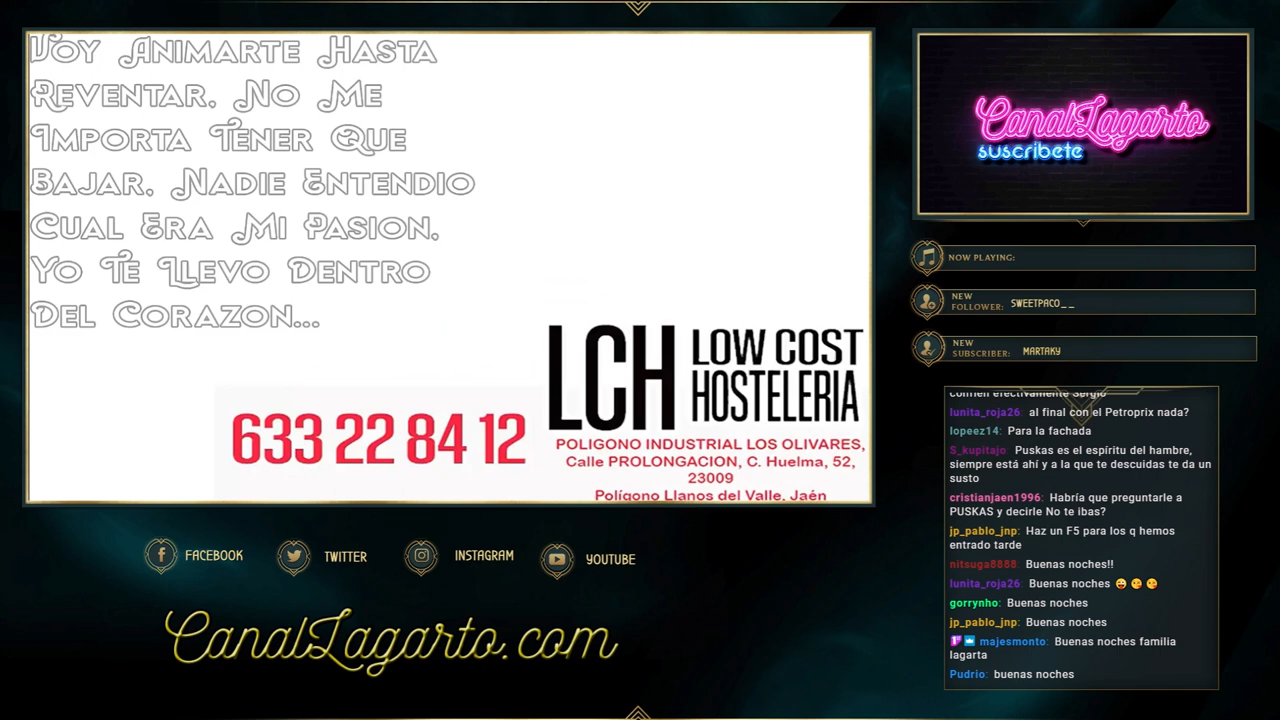 Voy Animarte Hasta
Reventar. No Me
Importa Tener Que
Bajar. Nadie Entendio
Cual Era Mi Pasion.
Yo Te Llevo Dentro
Del Corazon...
633 22 84 12
LCH LOW COST
HOSTELERIA
POLIGONO INDUSTRIAL LOS OLIVARES,
Calle PROLONGACION, C. Huelma, 52,
23009
Polígono Llanos del Valle, Jaén
FACEBOOK
TWITTER
INSTAGRAM
YOUTUBE
CanalLagarto.com
CanalLagarto
suscribete
NOW PLAYING:
NEW
FOLLOWER: SWEETPACO__
NEW
SUBSCRIBER: MARTAKY
confien efectivamente Sergio
lunita_roja26: al final con el Petroprix nada?
lopeez14: Para la fachada
S_kupitajo: Puskas es el espíritu del hambre,
siempre está ahí y a la que te descuidas te da un
susto
cristianjaen1996: Habría que preguntarle a
PUSKAS y decirle No te ibas?
jp_pablo_jnp: Haz un F5 para los q hemos
entrado tarde
nitsuga8888: Buenas noches!!
lunita_roja26: Buenas noches 😄 😘 😘
gorrynho: Buenas noches
jp_pablo_jnp: Buenas noches
majesmonto: Buenas noches familia
lagarta
Pudrio: buenas noches